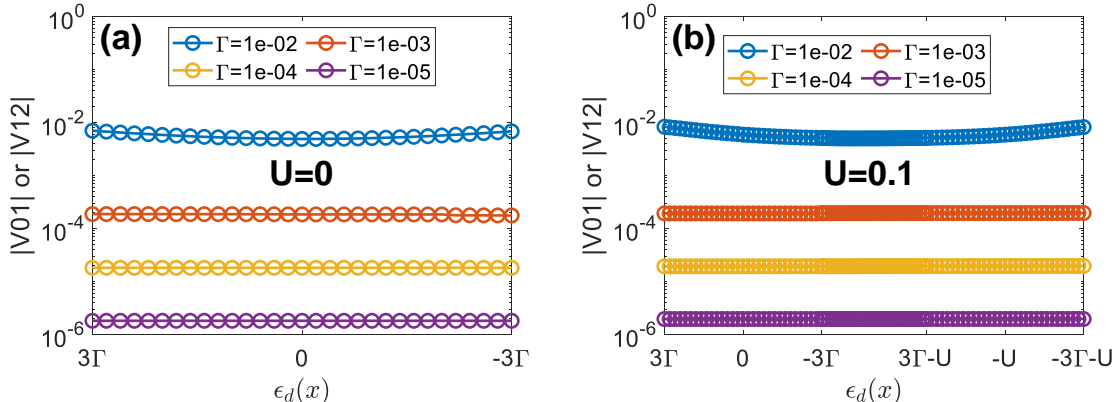 (a)
Γ=1e-02 Γ=1e-03
Γ=1e-04 Γ=1e-05
10^0
10^-2
10^-4
10^-6
|V01| or |V12|
U=0
3Γ 0 -3Γ
ϵ_d(x)
(b)
Γ=1e-02 Γ=1e-03
Γ=1e-04 Γ=1e-05
10^0
10^-2
10^-4
10^-6
|V01| or |V12|
U=0.1
3Γ 0 -3Γ 3Γ-U -U -3Γ-U
ϵ_d(x)